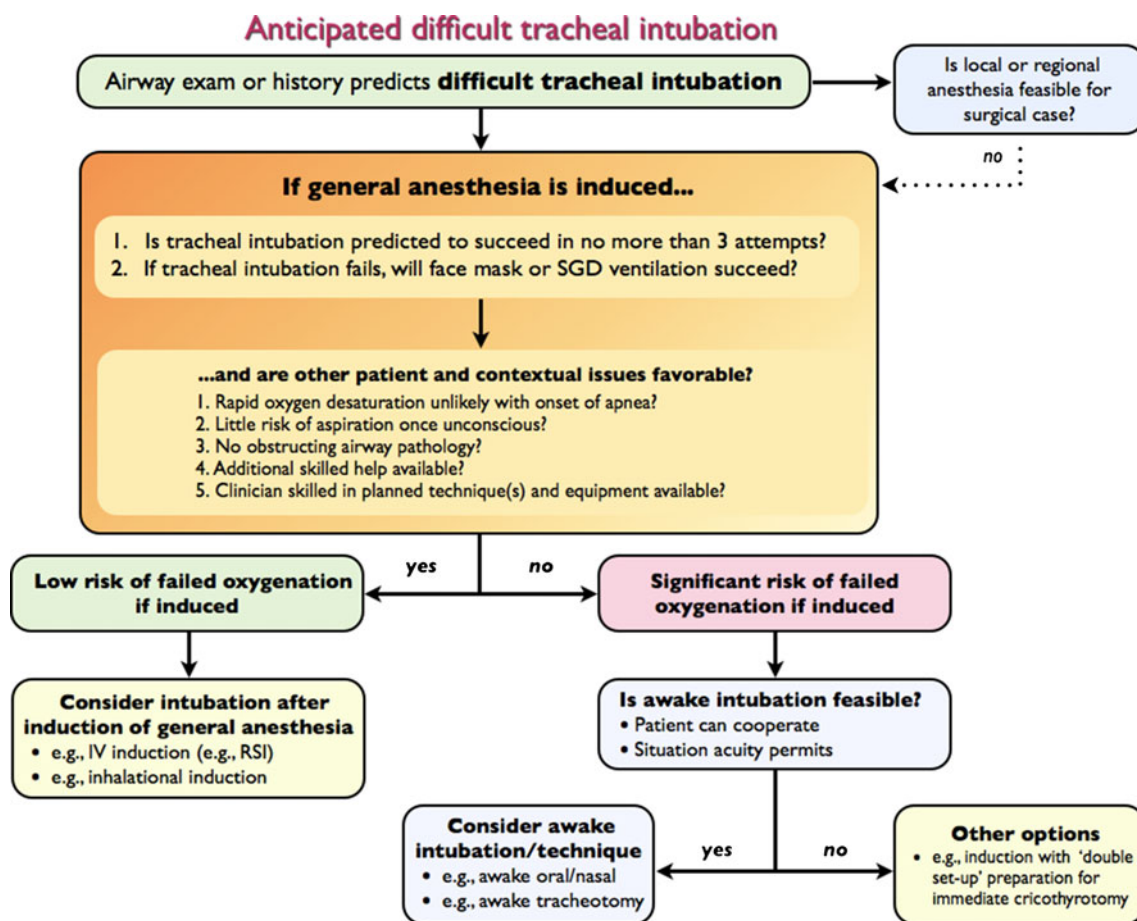 Anticipated difficult tracheal intubation
Airway exam or history predicts difficult tracheal intubation
Is local or regional
anesthesia feasible for
surgical case?
no
If general anesthesia is induced...
1. Is tracheal intubation predicted to succeed in no more than 3 attempts?
2. If tracheal intubation fails, will face mask or SGD ventilation succeed?
...and are other patient and contextual issues favorable?
1. Rapid oxygen desaturation unlikely with onset of apnea?
2. Little risk of aspiration once unconscious?
3. No obstructing airway pathology?
4. Additional skilled help available?
5. Clinician skilled in planned technique(s) and equipment available?
yes
no
Low risk of failed oxygenation
if induced
Significant risk of failed
oxygenation if induced
Consider intubation after
induction of general anesthesia
• e.g., IV induction (e.g., RSI)
• e.g., inhalational induction
Is awake intubation feasible?
• Patient can cooperate
• Situation acuity permits
yes
no
Consider awake
intubation/technique
• e.g., awake oral/nasal
• e.g., awake tracheotomy
Other options
• e.g., induction with ‘double
set-up’ preparation for
immediate cricothyrotomy